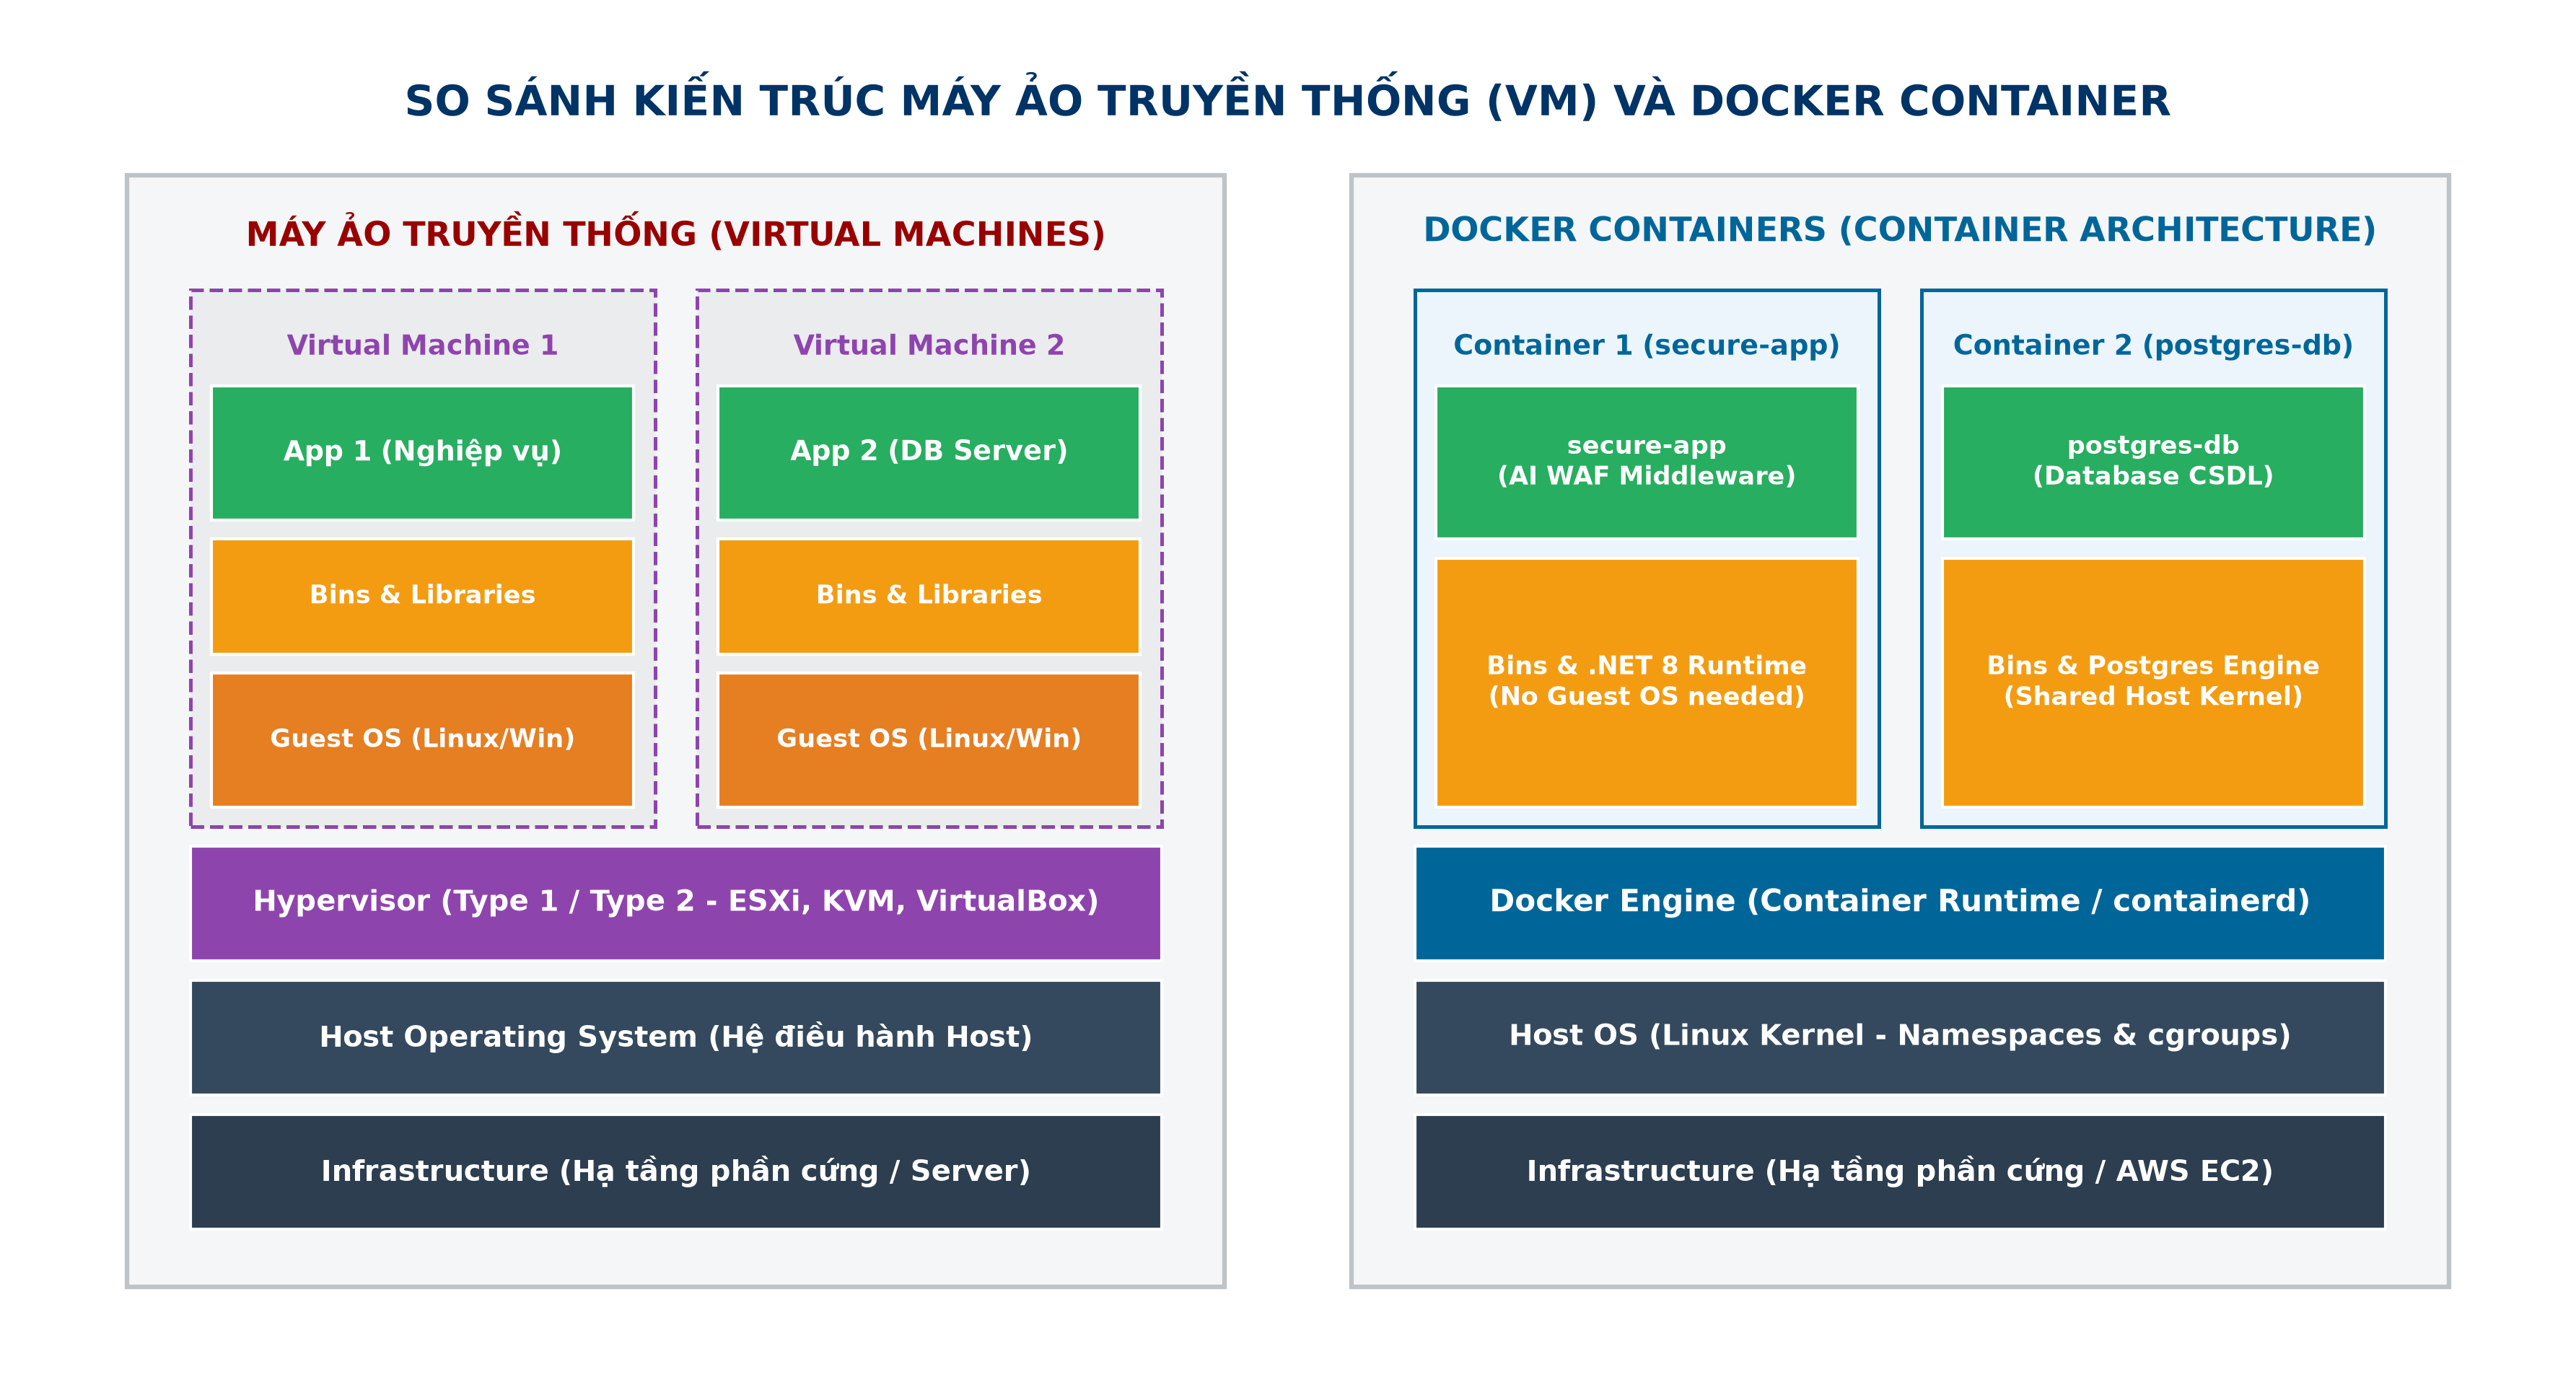 SO SÁNH KIẾN TRÚC MÁY ẢO TRUYỀN THỐNG (VM) VÀ DOCKER CONTAINER
MÁY ẢO TRUYỀN THỐNG (VIRTUAL MACHINES)
Virtual Machine 1
App 1 (Nghiệp vụ)
Bins & Libraries
Guest OS (Linux/Win)
Virtual Machine 2
App 2 (DB Server)
Bins & Libraries
Guest OS (Linux/Win)
Hypervisor (Type 1 / Type 2 - ESXi, KVM, VirtualBox)
Host Operating System (Hệ điều hành Host)
Infrastructure (Hạ tầng phần cứng / Server)
DOCKER CONTAINERS (CONTAINER ARCHITECTURE)
Container 1 (secure-app)
secure-app
(AI WAF Middleware)
Bins & .NET 8 Runtime
(No Guest OS needed)
Container 2 (postgres-db)
postgres-db
(Database CSDL)
Bins & Postgres Engine
(Shared Host Kernel)
Docker Engine (Container Runtime / containerd)
Host OS (Linux Kernel - Namespaces & cgroups)
Infrastructure (Hạ tầng phần cứng / AWS EC2)